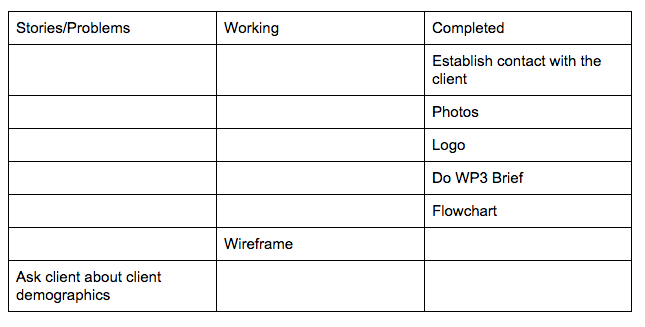 Stories/Problems Working Completed
Establish contact with the
client
Photos
Logo
Do WP3 Brief
Flowchart
Wireframe
Ask client about client
demographics